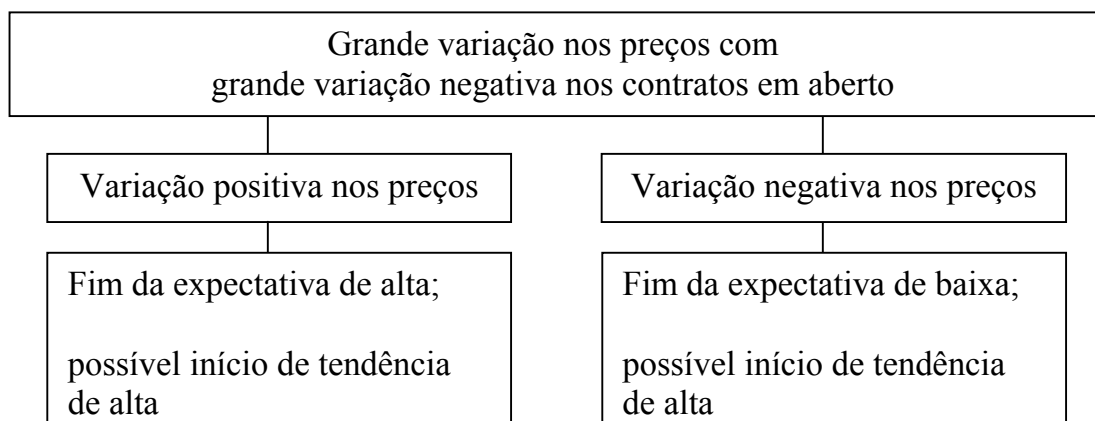 Grande variação nos preços com
grande variação negativa nos contratos em aberto
Variação positiva nos preços
Variação negativa nos preços
Fim da expectativa de alta;
possível início de tendência
de alta
Fim da expectativa de baixa;
possível início de tendência
de alta